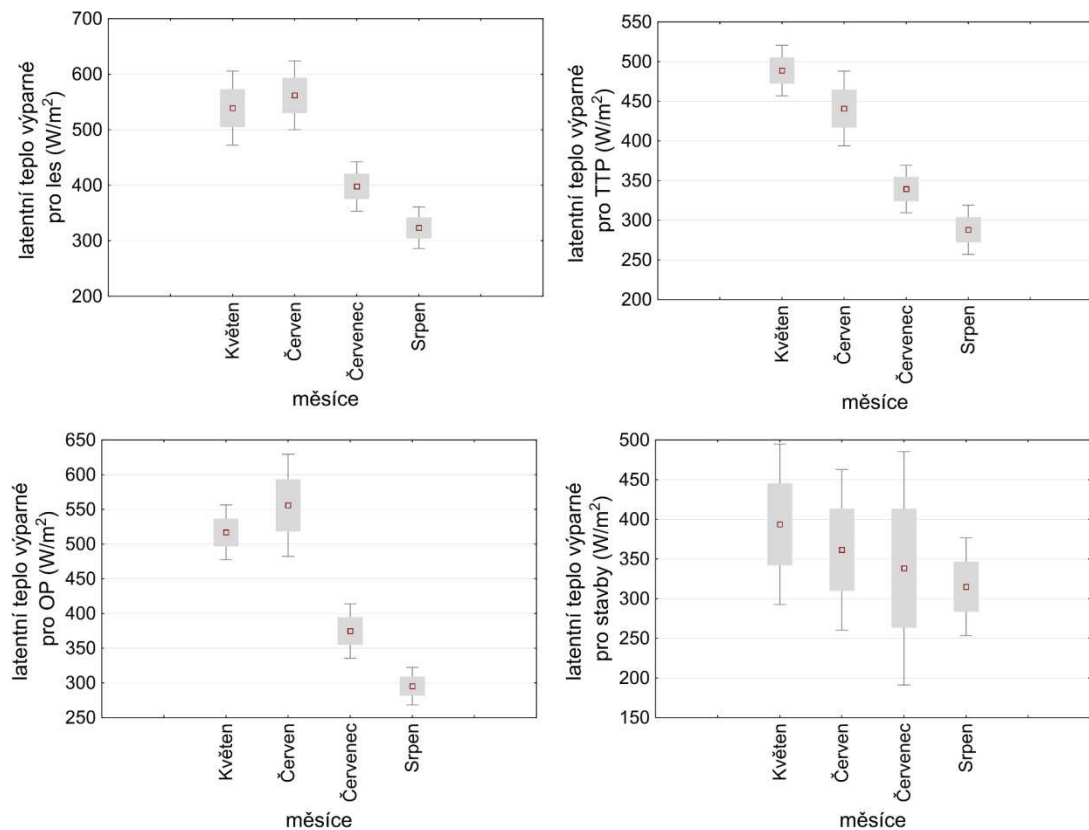 latentní teplo výparné
pro les (W/m²)
700
600
500
400
300
200
Květen
Červen
Červenec
Srpen
měsíce
latentní teplo výparné
pro TTP (W/m²)
550
500
450
400
350
300
250
200
Květen
Červen
Červenec
Srpen
měsíce
latentní teplo výparné
pro OP (W/m²)
650
600
550
500
450
400
350
300
250
Květen
Červen
Červenec
Srpen
měsíce
latentní teplo výparné
pro stavby (W/m²)
500
450
400
350
300
250
200
150
Květen
Červen
Červenec
Srpen
měsíce